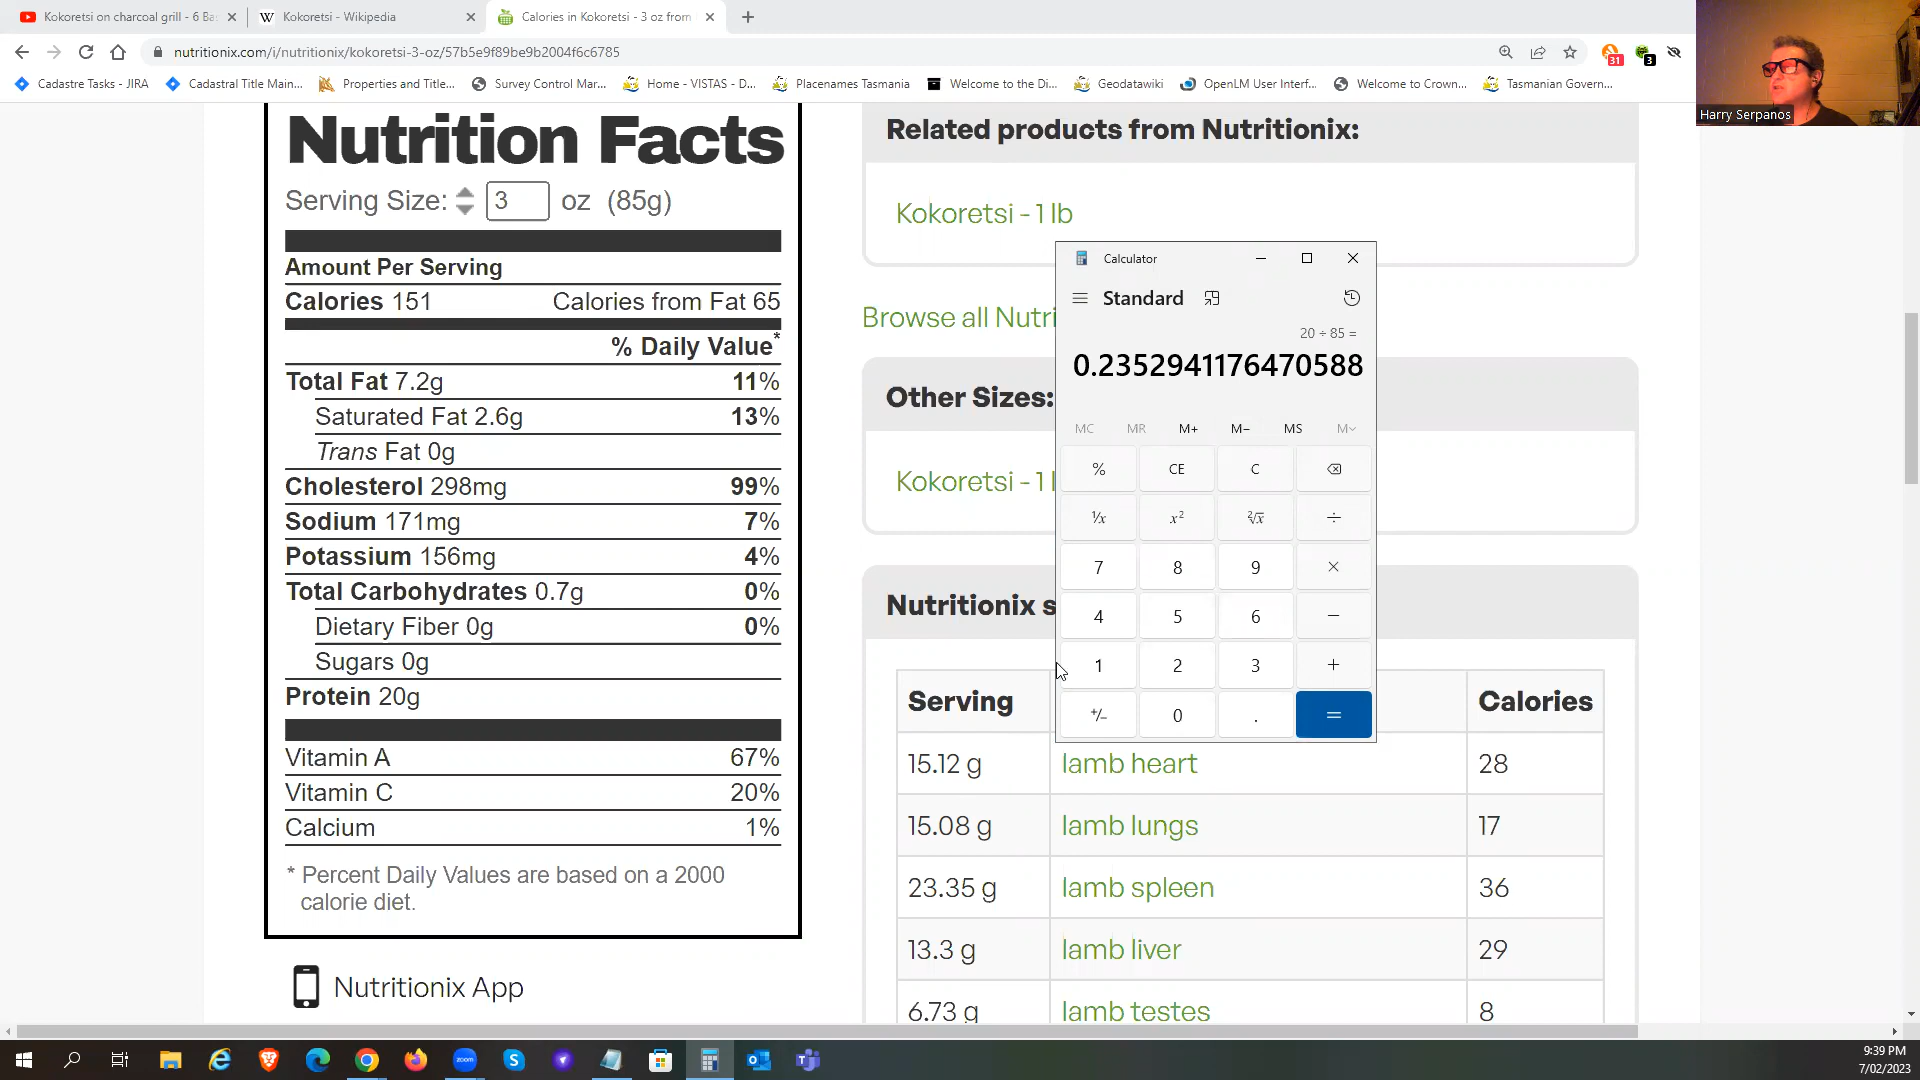 Kokoretsi on charcoal grill - 6 Ba
Kokoretsi - Wikipedia
Calories in Kokoretsi - 3 oz from
nutritionix.com/i/nutritionix/kokoretsi-3-oz/57b5e9f89be9b2004f6c6785
31
3
Cadastre Tasks - JIRA
Cadastral Title Main...
Properties and Title...
Survey Control Mar...
Home - VISTAS - D...
Placenames Tasmania
Welcome to the Di...
Geodatawiki
OpenLM User Interf...
Welcome to Crown...
Tasmanian Govern...
Harry Serpanos
Nutrition Facts
Serving Size: 3 oz (85g)
Amount Per Serving
Calories 151 Calories from Fat 65
% Daily Value*
Total Fat 7.2g 11%
Saturated Fat 2.6g 13%
Trans Fat 0g
Cholesterol 298mg 99%
Sodium 171mg 7%
Potassium 156mg 4%
Total Carbohydrates 0.7g 0%
Dietary Fiber 0g 0%
Sugars 0g
Protein 20g
Vitamin A 67%
Vitamin C 20%
Calcium 1%
* Percent Daily Values are based on a 2000
calorie diet.
Nutritionix App
Related products from Nutritionix:
Kokoretsi - 1 lb
Browse all Nutri
Other Sizes:
Kokoretsi - 1 l
Nutritionix s
Serving Calories
15.12 g lamb heart 28
15.08 g lamb lungs 17
23.35 g lamb spleen 36
13.3 g lamb liver 29
6.73 g lamb testes 8
Calculator
Standard
20 ÷ 85 =
0.2352941176470588
MC MR M+ M− MS M
% CE C
1/x x² ²√x ÷
7 8 9 ×
4 5 6 −
1 2 3 +
+/− 0 . =
zoom
9:39 PM
7/02/2023